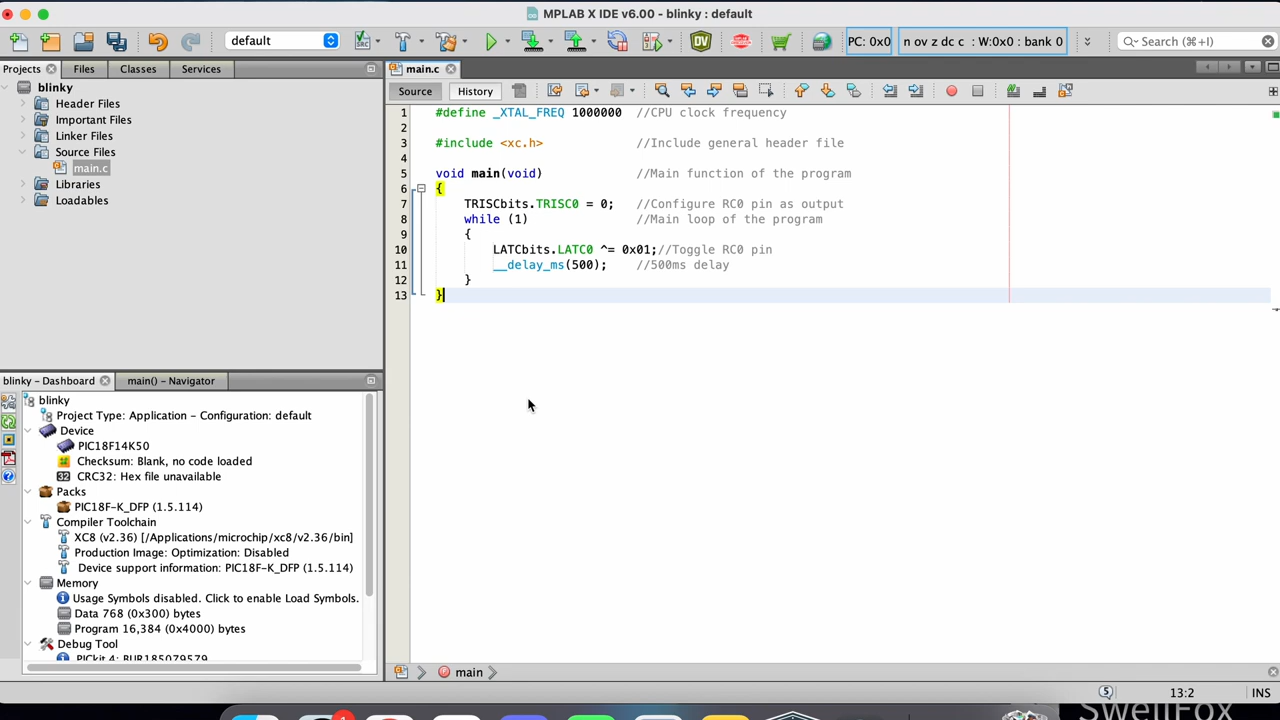 MPLAB X IDE v6.00 - blinky : default
default
PC: 0x0
n ov z dc c : W:0x0 : bank 0
Search (⌘+I)
Projects
Files
Classes
Services
blinky
Header Files
Important Files
Linker Files
Source Files
main.c
Libraries
Loadables
main.c
Source
History
1 #define _XTAL_FREQ 1000000 //CPU clock frequency
2
3 #include <xc.h> //Include general header file
4
5 void main(void) //Main function of the program
6 {
7 TRISCbits.TRISC0 = 0; //Configure RC0 pin as output
8 while (1) //Main loop of the program
9 {
10 LATCbits.LATC0 ^= 0x01;//Toggle RC0 pin
11 __delay_ms(500); //500ms delay
12 }
13 }
blinky - Dashboard
main() - Navigator
blinky
Project Type: Application - Configuration: default
Device
PIC18F14K50
Checksum: Blank, no code loaded
CRC32: Hex file unavailable
Packs
PIC18F-K_DFP (1.5.114)
Compiler Toolchain
XC8 (v2.36) [/Applications/microchip/xc8/v2.36/bin]
Production Image: Optimization: Disabled
Device support information: PIC18F-K_DFP (1.5.114)
Memory
Usage Symbols disabled. Click to enable Load Symbols.
Data 768 (0x300) bytes
Program 16,384 (0x4000) bytes
Debug Tool
PICkit 4: BUR185079579
main
5
13:2
INS
SwellFox